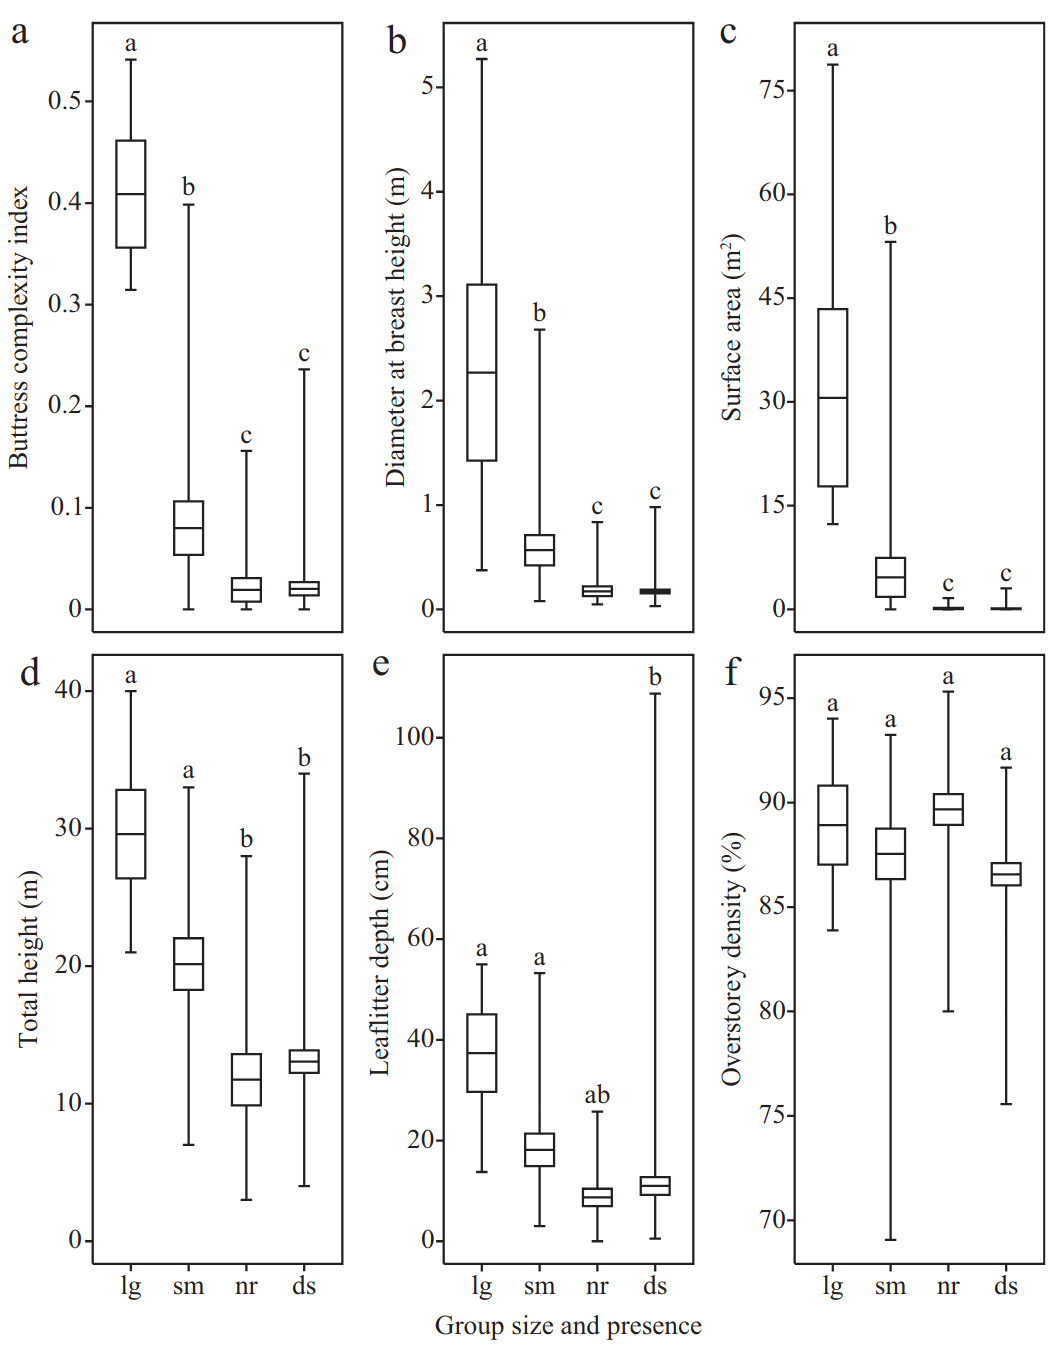 a
Buttress complexity index
0.5
0.4
0.3
0.2
0.1
0
a
b
c
c
b
Diameter at breast height (m)
5
4
3
2
1
0
a
b
c
c
c
Surface area (m²)
75
60
45
30
15
0
a
b
c
c
d
Total height (m)
40
30
20
10
0
a
a
b
b
lg sm nr ds
e
Leaflitter depth (cm)
100
80
60
40
20
0
a
a
ab
b
lg sm nr ds
f
Overstorey density (%)
95
90
85
80
75
70
a
a
a
a
lg sm nr ds
Group size and presence